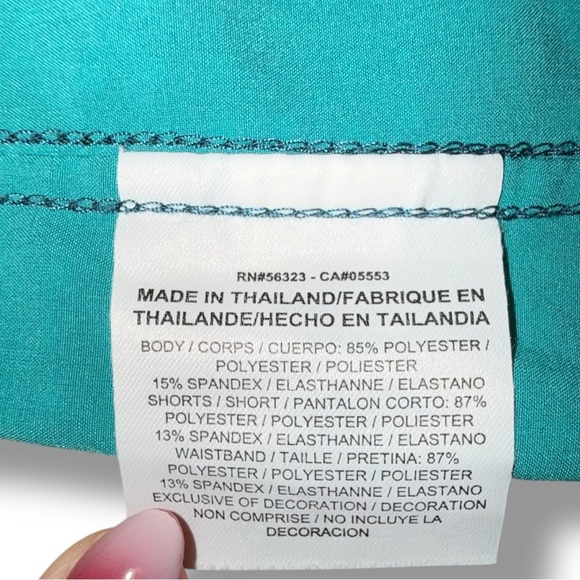 RN#56323 - CA#05553
MADE IN THAILAND/FABRIQUE EN
THAILANDE/HECHO EN TAILANDIA
BODY / CORPS / CUERPO: 85% POLYESTER /
POLYESTER / POLIESTER
15% SPANDEX / ELASTHANNE / ELASTANO
SHORTS / SHORT / PANTALON CORTO: 87%
POLYESTER / POLYESTER / POLIESTER
13% SPANDEX / ELASTHANNE / ELASTANO
WAISTBAND / TAILLE / PRETINA: 87%
POLYESTER / POLYESTER / POLIESTER
13% SPANDEX / ELASTHANNE / ELASTANO
EXCLUSIVE OF DECORATION / DECORATION
NON COMPRISE / NO INCLUYE LA
DECORACION